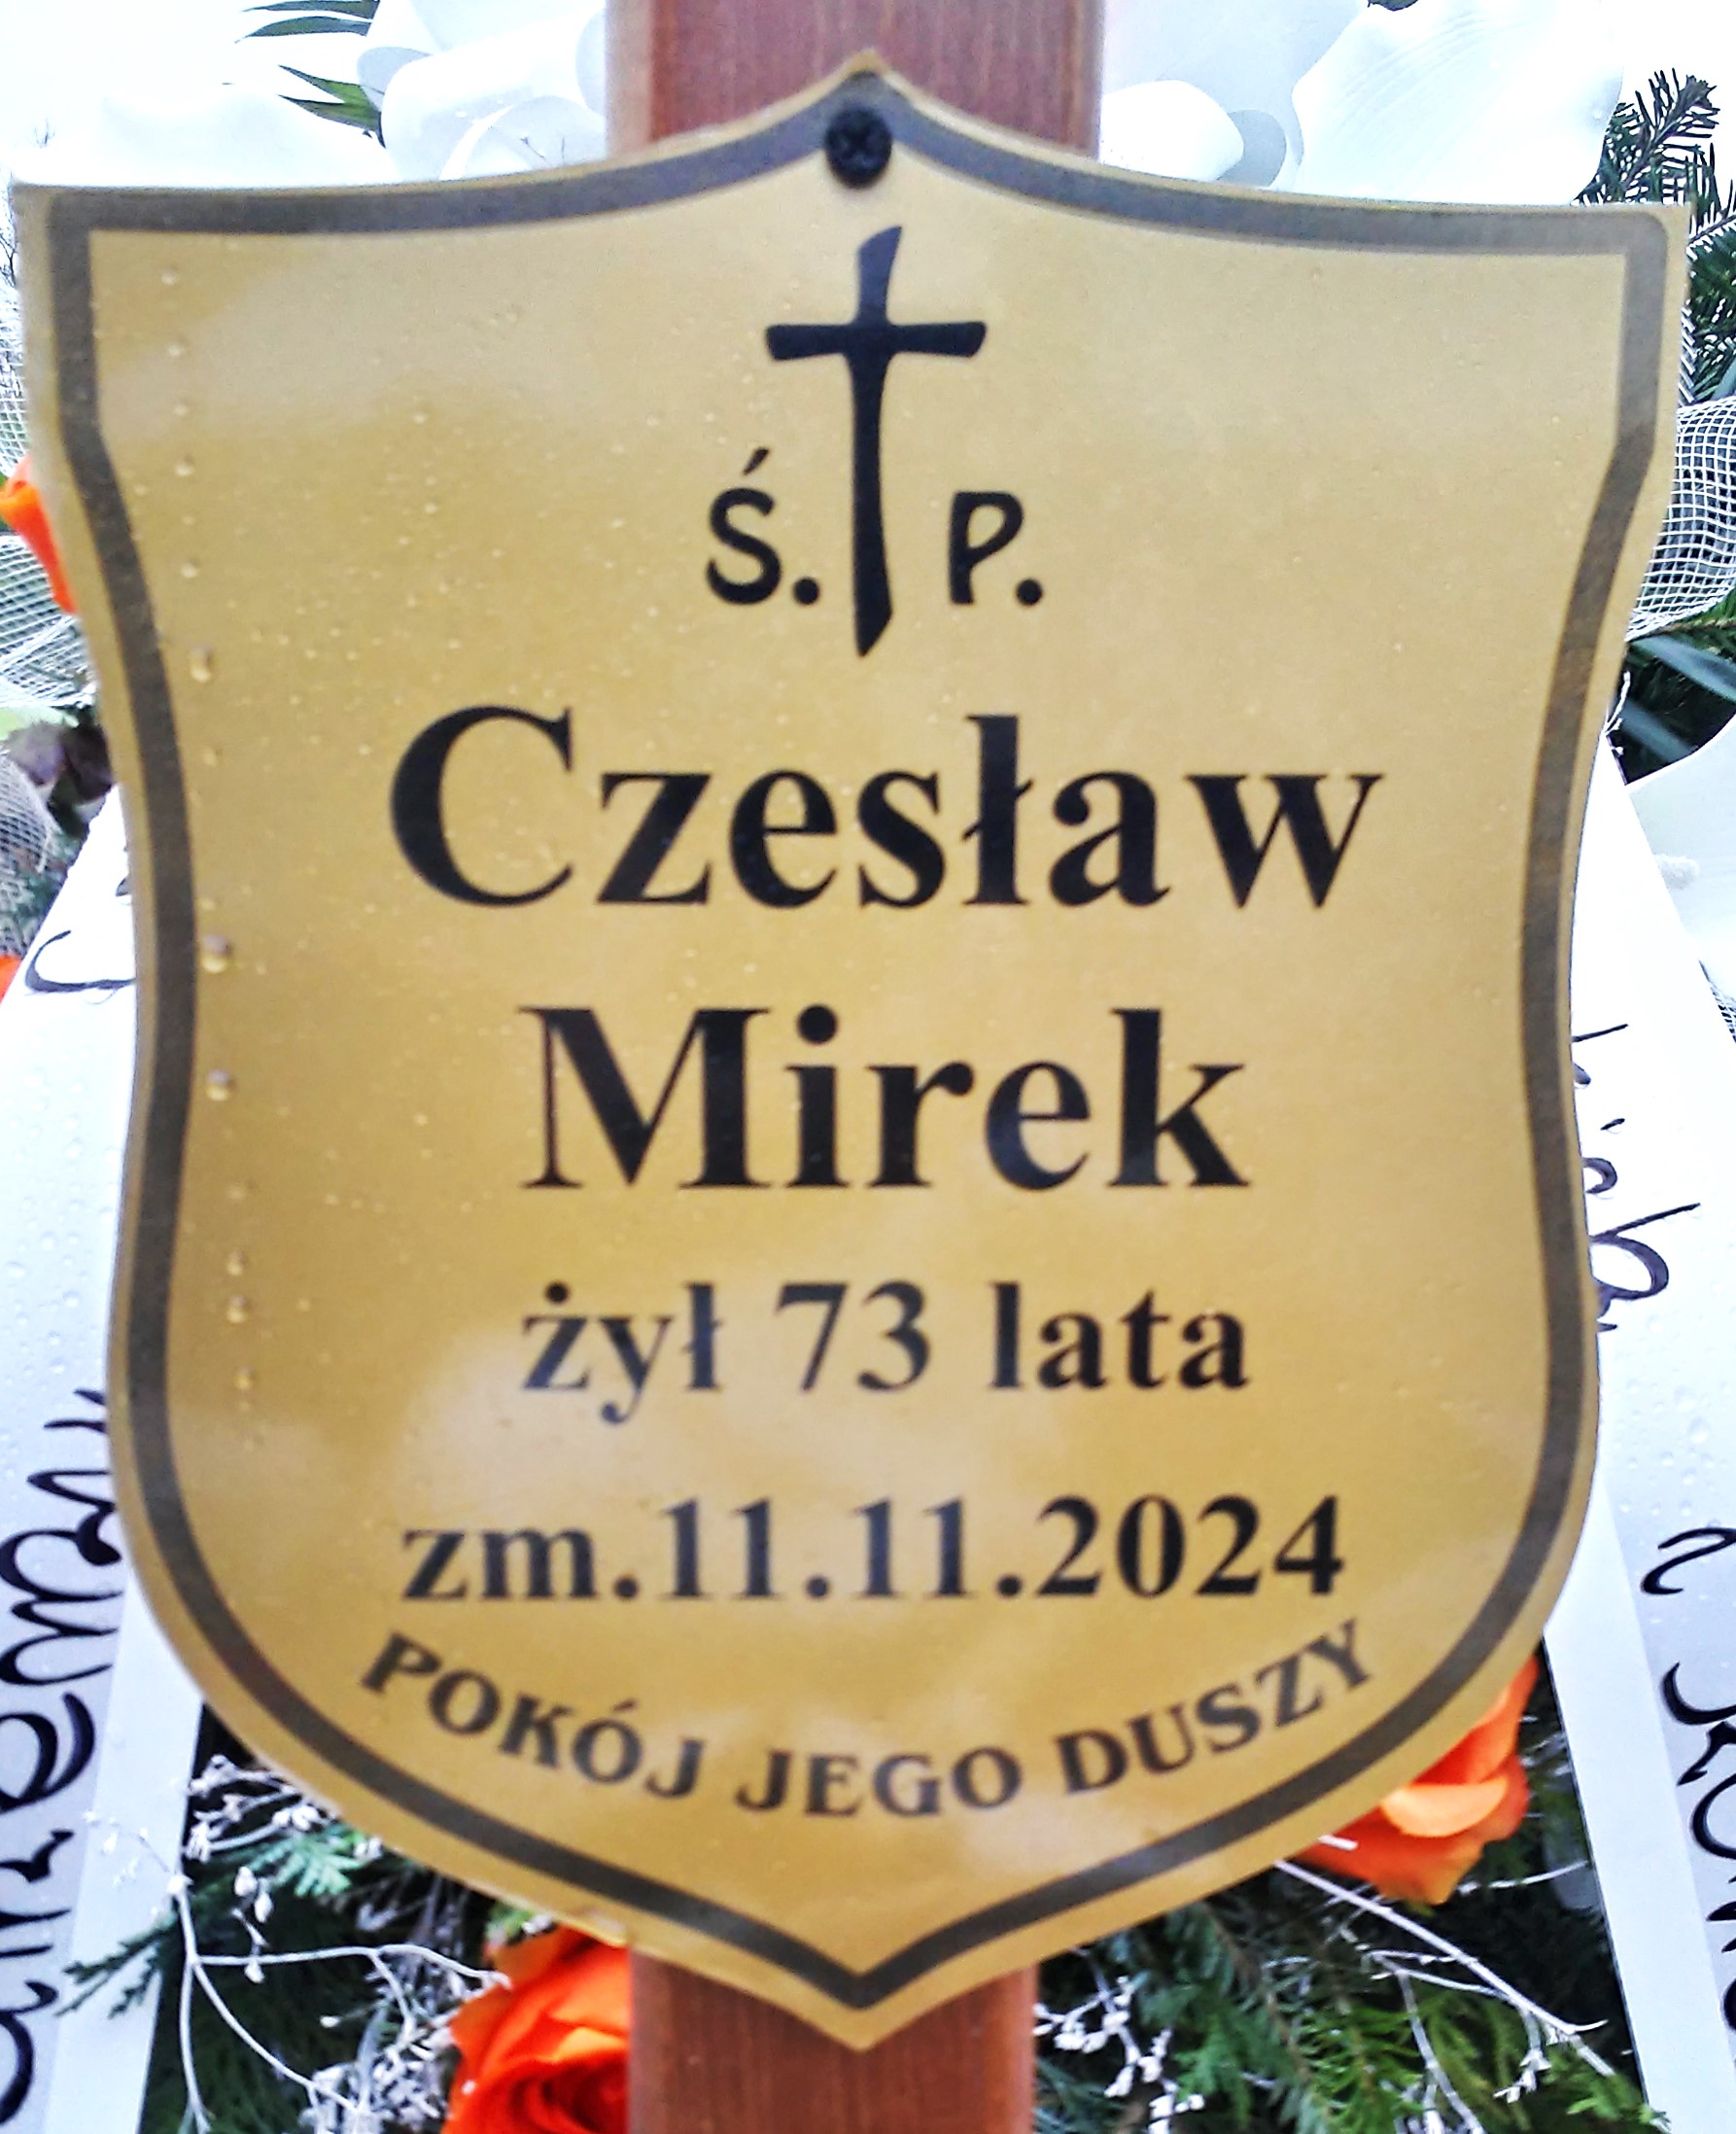 Ś. P.
Czesław
Mirek
żył 73 lata
zm.11.11.2024
POKÓJ JEGO DUSZY